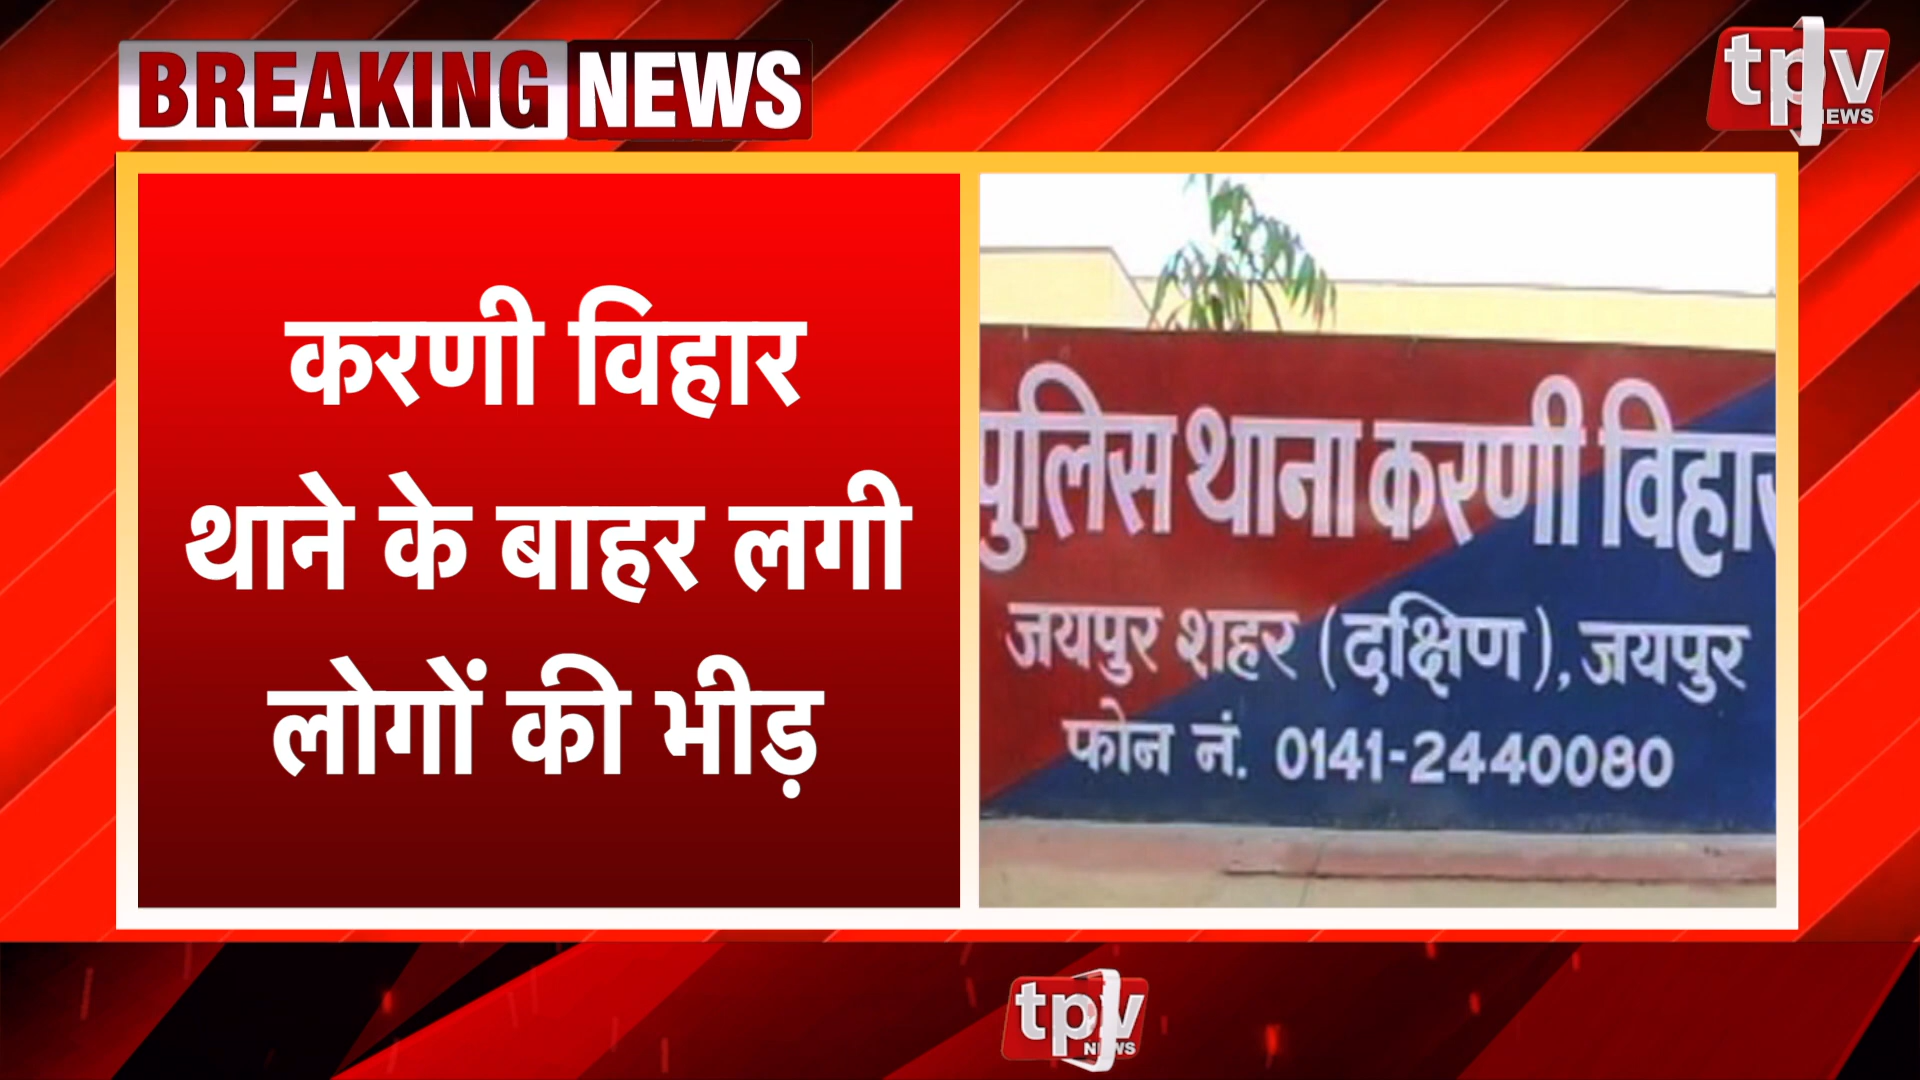 BREAKING NEWS
tpv
NEWS
करणी विहार
थाने के बाहर लगी
लोगों की भीड़
पुलिस थाना करणी विहार
जयपुर शहर (दक्षिण), जयपुर
फोन नं. 0141-2440080
tpv
NEWS